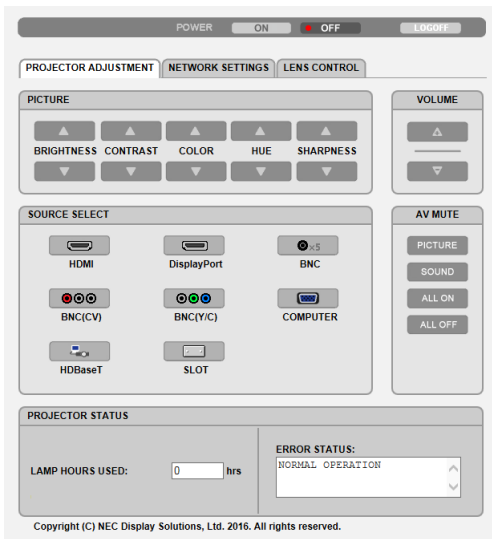 POWER ON OFF LOGOFF
PROJECTOR ADJUSTMENT NETWORK SETTINGS LENS CONTROL
PICTURE
BRIGHTNESS CONTRAST COLOR HUE SHARPNESS
VOLUME
SOURCE SELECT
HDMI DisplayPort ×5 BNC
BNC(CV) BNC(Y/C) COMPUTER
HDBaseT SLOT
AV MUTE
PICTURE
SOUND
ALL ON
ALL OFF
PROJECTOR STATUS
LAMP HOURS USED: 0 hrs
ERROR STATUS:
NORMAL OPERATION
Copyright (C) NEC Display Solutions, Ltd. 2016. All rights reserved.